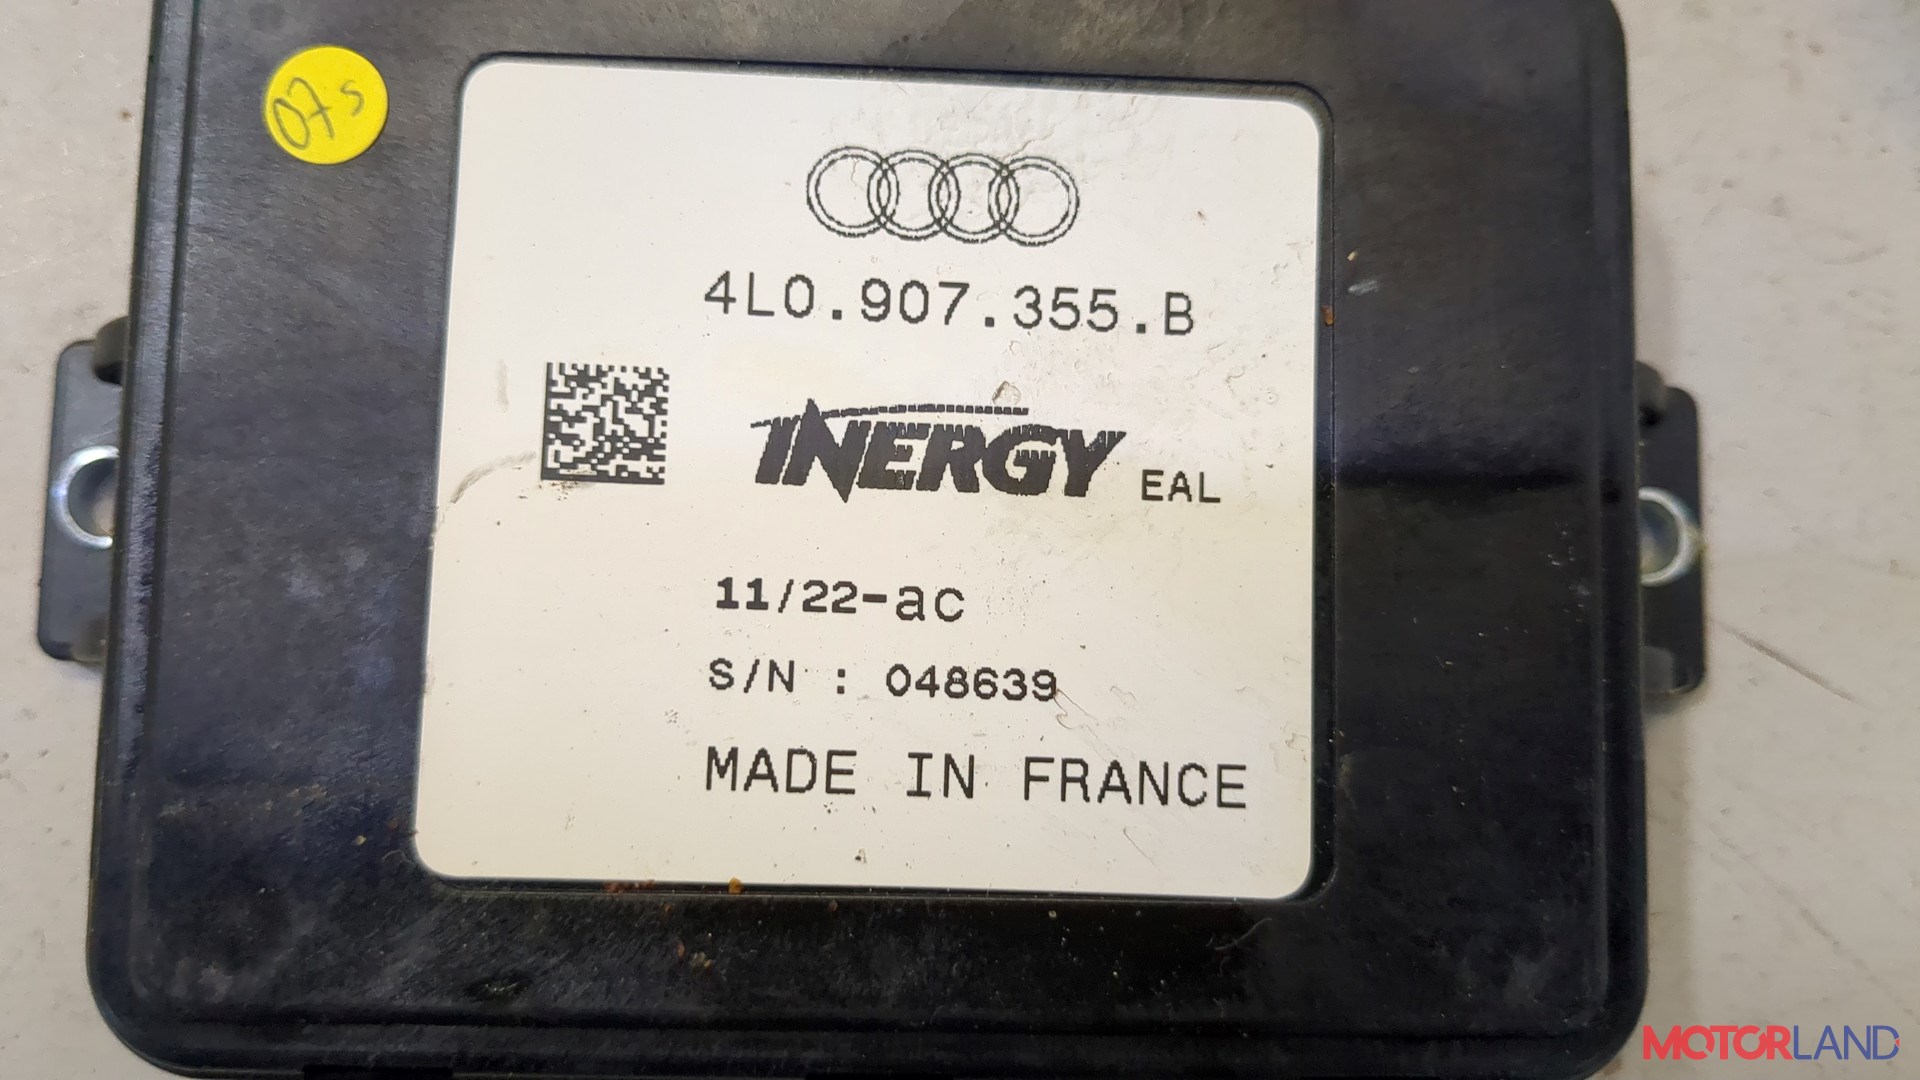 07s
4L0.907.355.B
INERGY EAL
11/22-ac
S/N : 048639
MADE IN FRANCE
MOTORLAND